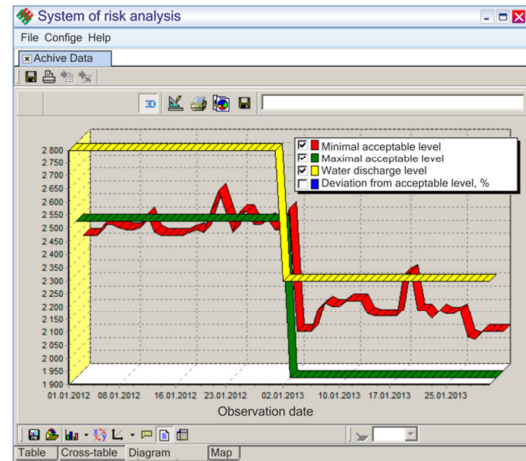 System of risk analysis
File Confige Help
Achive Data
3D
Minimal acceptable level
Maximal acceptable level
Water discharge level
Deviation from acceptable level, %
2 800
2 700
2 650
2 600
2 550
2 500
2 450
2 400
2 350
2 300
2 250
2 200
2 150
2 100
2 050
2 000
1 950
1 900
01.01.2012 08.01.2012 16.01.2012 23.01.2012 02.01.2013 10.01.2013 17.01.2013 25.01.2013
Observation date
Table Cross-table Diagram Map